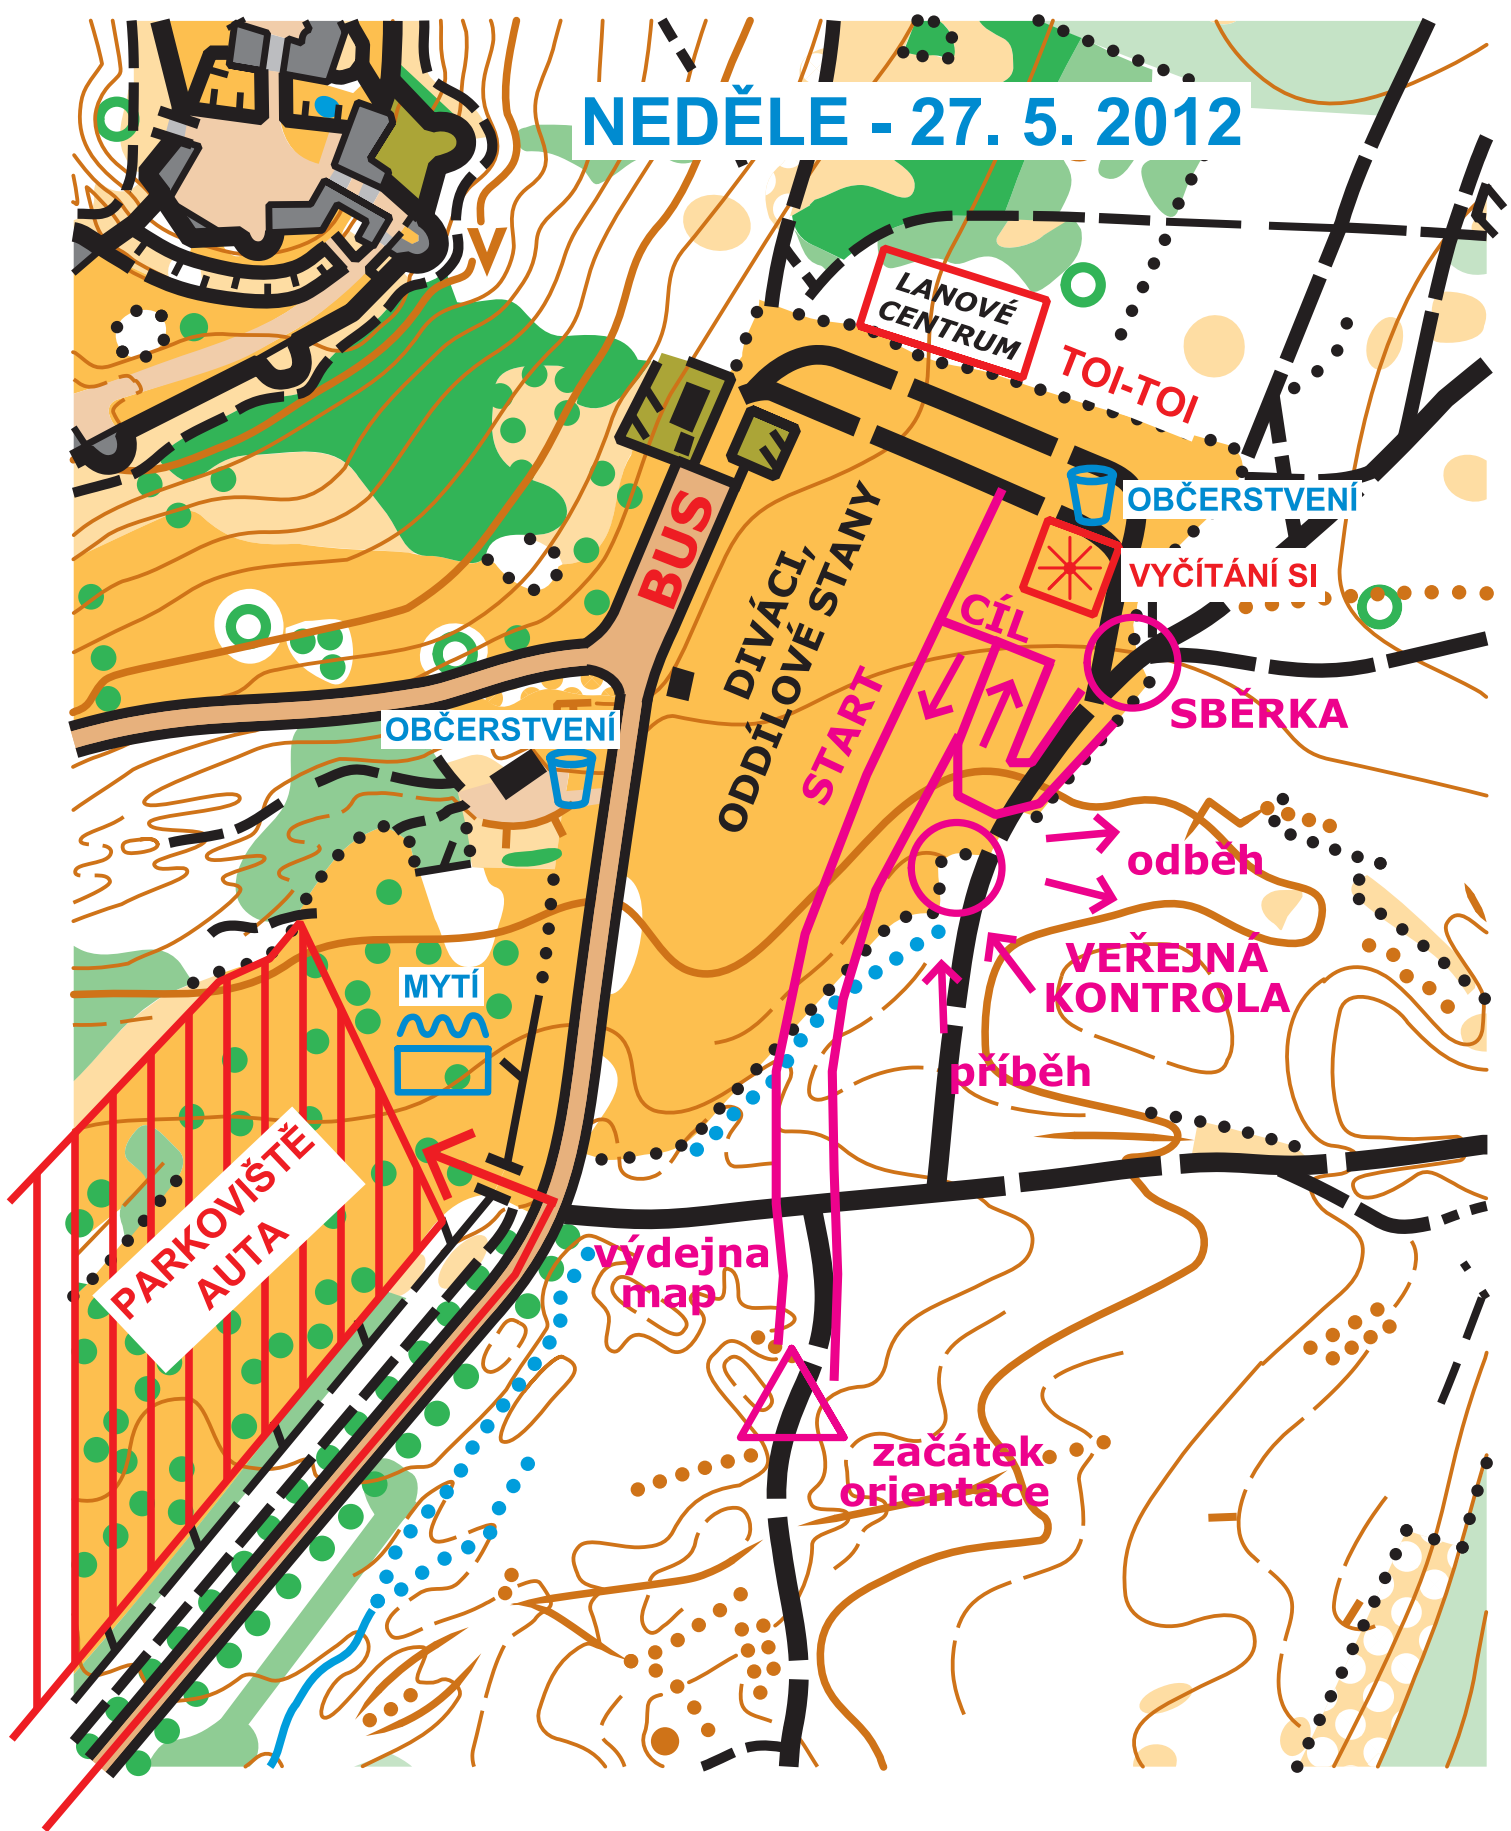 NEDĚLE - 27. 5. 2012
LANOVÉ
CENTRUM
TOI-TOI
OBČERSTVENÍ
BUS
VYČÍTÁNÍ SI
DIVÁCI,
ODDÍLOVÉ STANY
CÍL
START
SBĚRKA
OBČERSTVENÍ
odběh
VEŘEJNÁ
KONTROLA
MYTÍ
příběh
PARKOVIŠTĚ
AUTA
výdejna
map
začátek
orientace